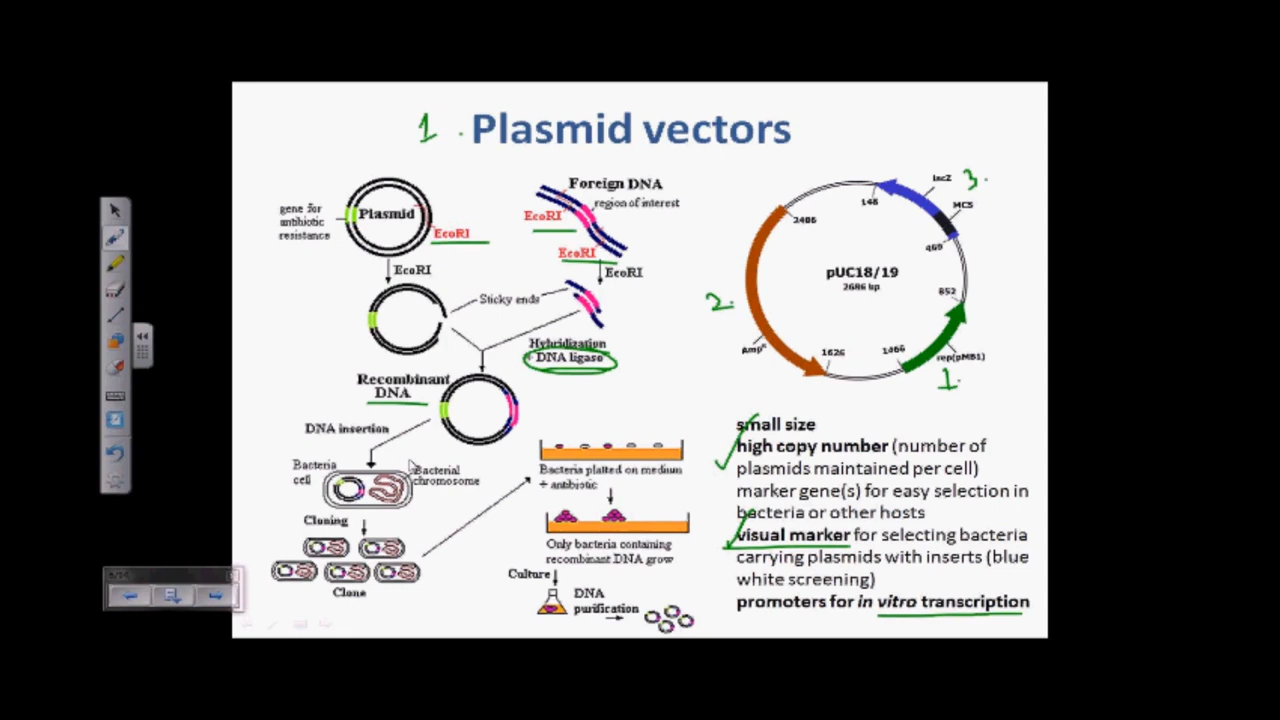 1. Plasmid vectors
gene for
antibiotic
resistance
Plasmid
EcoRI
EcoRI
Foreign DNA
region of interest
EcoRI
EcoRI
EcoRI
Sticky ends
Hybridization
+ DNA ligase
Recombinant
DNA
DNA insertion
Bacteria
cell
Bacterial
chromosome
Cloning
Clone
Bacteria platted on medium
+ antibiotic
Only bacteria containing
recombinant DNA grow
Culture
DNA
purification
lacZ
3.
MCS
146
469
2486
pUC18/19
2686 bp
852
2.
Amp R
1626
1466
rep(pMB1)
1.
small size
high copy number (number of
plasmids maintained per cell)
marker gene(s) for easy selection in
bacteria or other hosts
visual marker for selecting bacteria
carrying plasmids with inserts (blue
white screening)
promoters for in vitro transcription